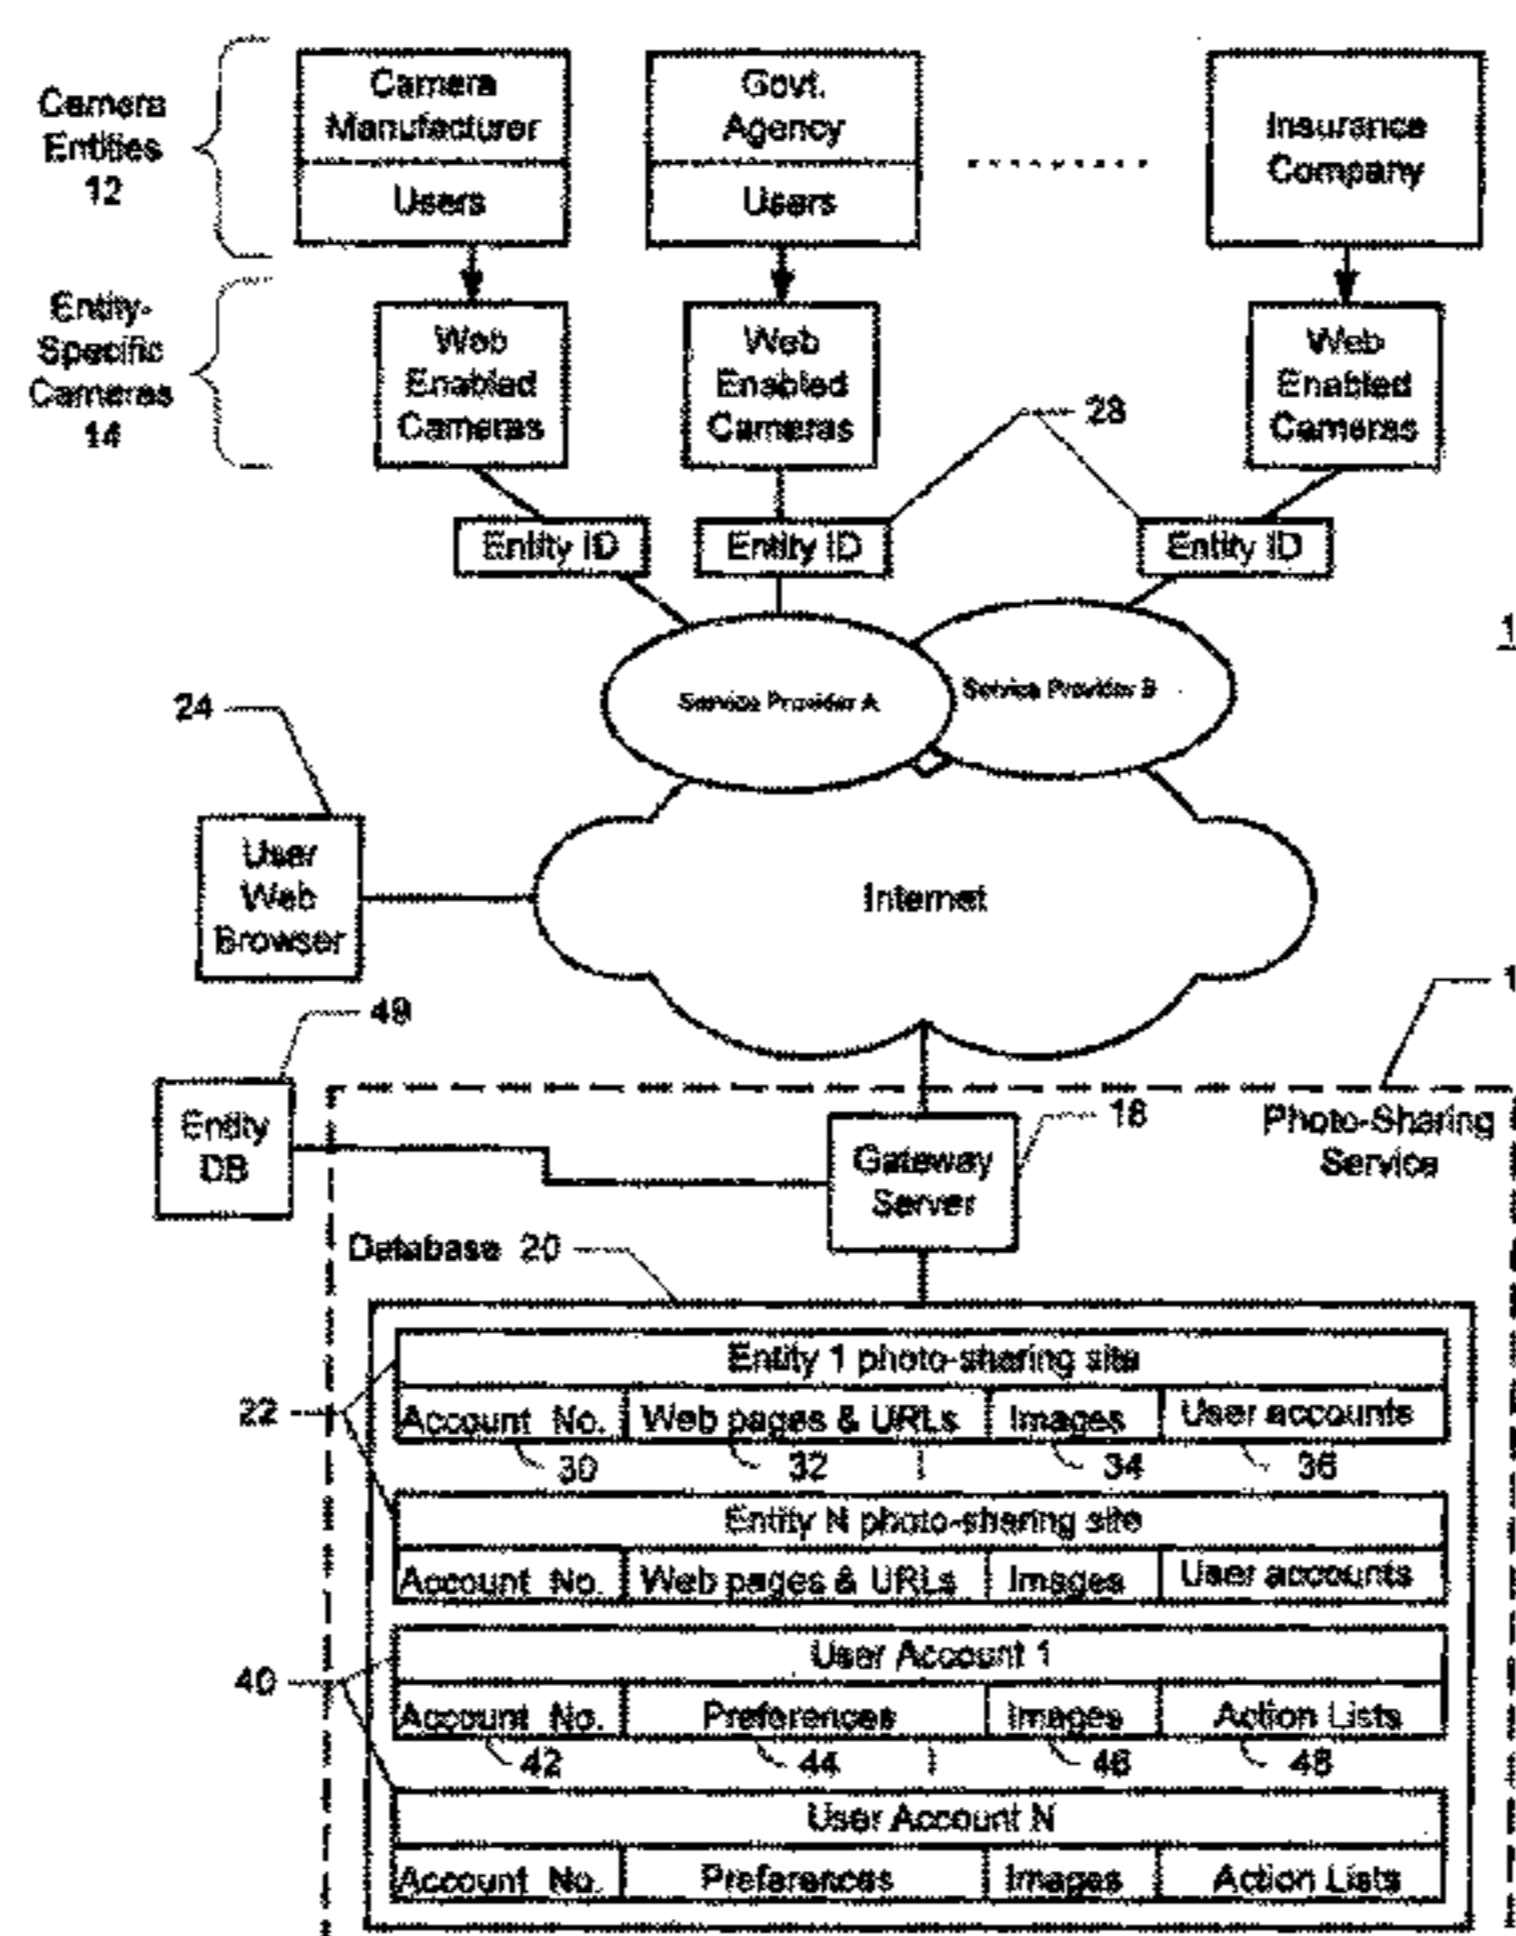 Camera
Entities
12
Camera
Manufacturer
Users
Govt.
Agency
Users
Insurance
Company
Entity-
Specific
Cameras
14
Web
Enabled
Cameras
Web
Enabled
Cameras
Web
Enabled
Cameras
28
Entity ID
Entity ID
Entity ID
Service Provider A
Service Provider B
24
User
Web
Browser
Internet
49
Entity
DB
18
Gateway
Server
Photo-Sharing
Service
Database 20
22
Entity 1 photo-sharing site
Account No. Web pages & URLs Images User accounts
30 32 34 36
Entity N photo-sharing site
Account No. Web pages & URLs Images User accounts
40
User Account 1
Account No. Preferences Images Action Lists
42 44 46 48
User Account N
Account No. Preferences Images Action Lists